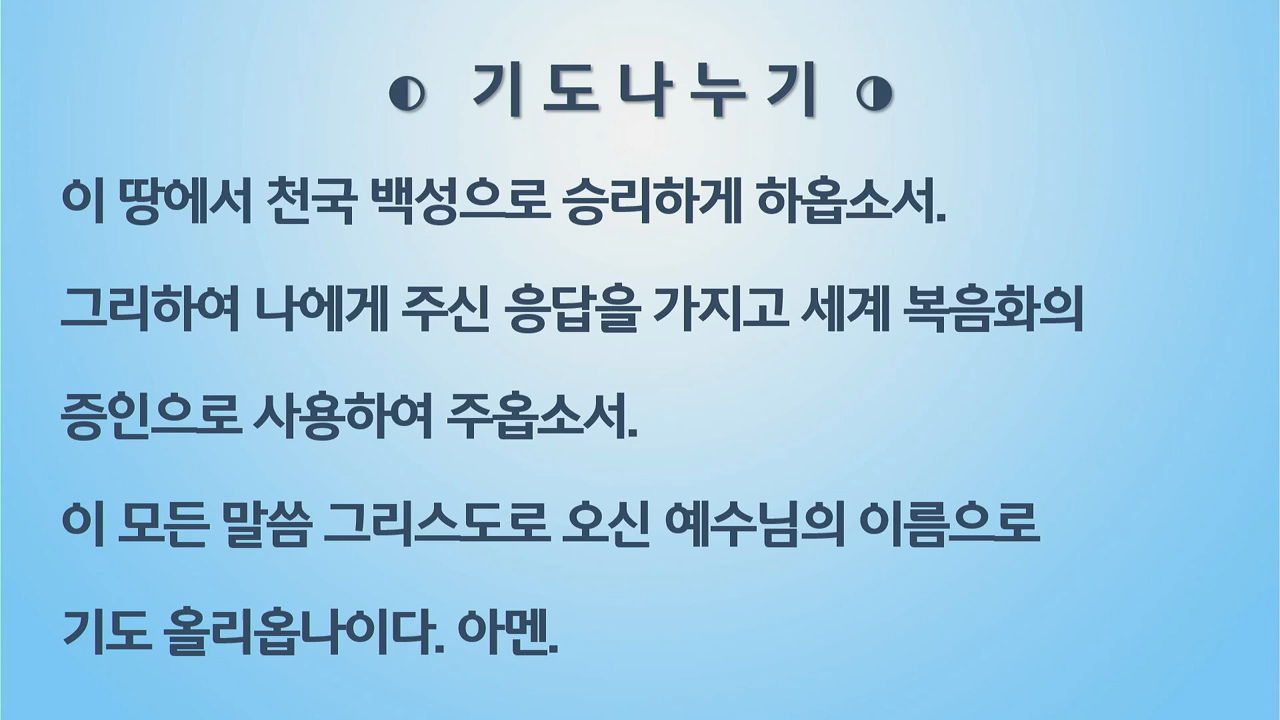 ◐ 기도나누기 ◑
이 땅에서 천국 백성으로 승리하게 하옵소서.
그리하여 나에게 주신 응답을 가지고 세계 복음화의
증인으로 사용하여 주옵소서.
이 모든 말씀 그리스도로 오신 예수님의 이름으로
기도 올리옵나이다. 아멘.